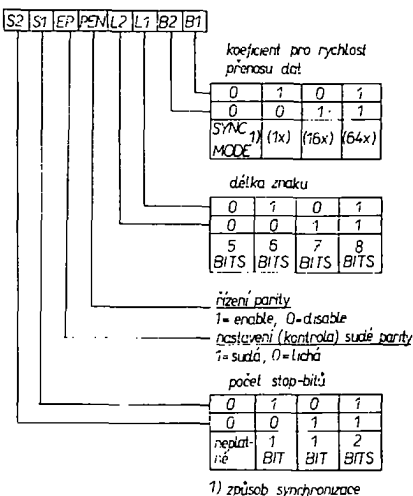 S2 S1 EP PEN L2 L1 B2 B1
koeficient pro rychlost
přenosu dat
0 1 0 1
0 0 1 1
SYNC 1) (1x) (16x) (64x)
MODE
délka znaku
0 1 0 1
0 0 1 1
5 6 7 8
BITS BITS BITS BITS
řízení parity
1= enable, 0=disable
nastavení (kontrola) sudé parity
1= sudá, 0=lichá
počet stop-bitů
0 1 0 1
0 0 1 1
neplat- 1 1 2
né BIT BIT BITS
1) způsob synchronizace